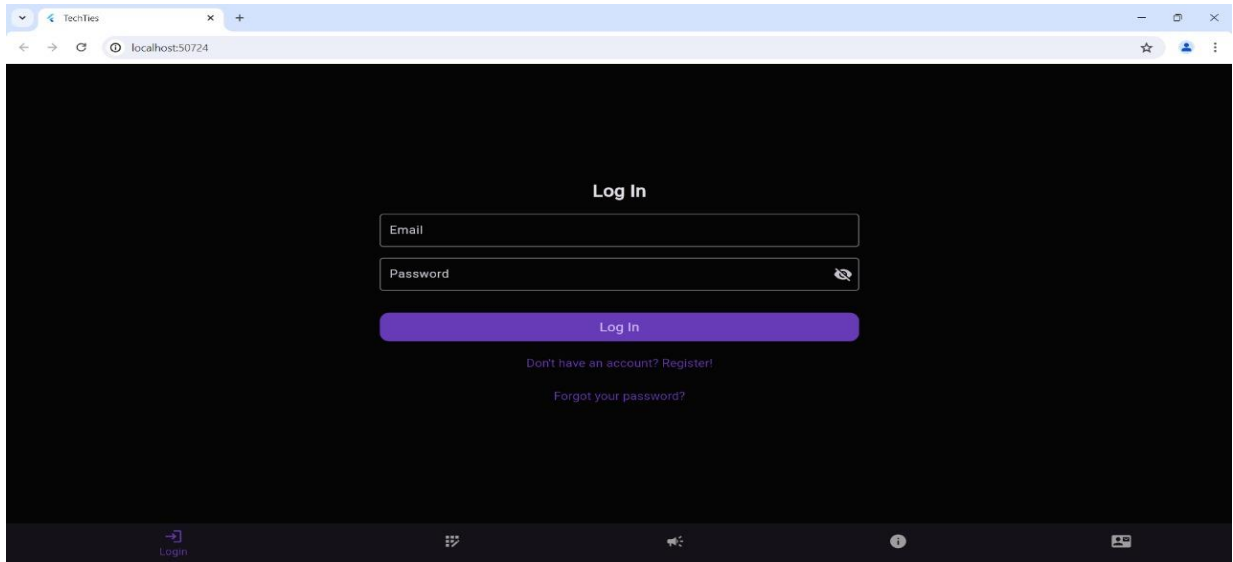 TechTies
localhost:50724
Log In
Email
Password
Log In
Don't have an account? Register!
Forgot your password?
Login